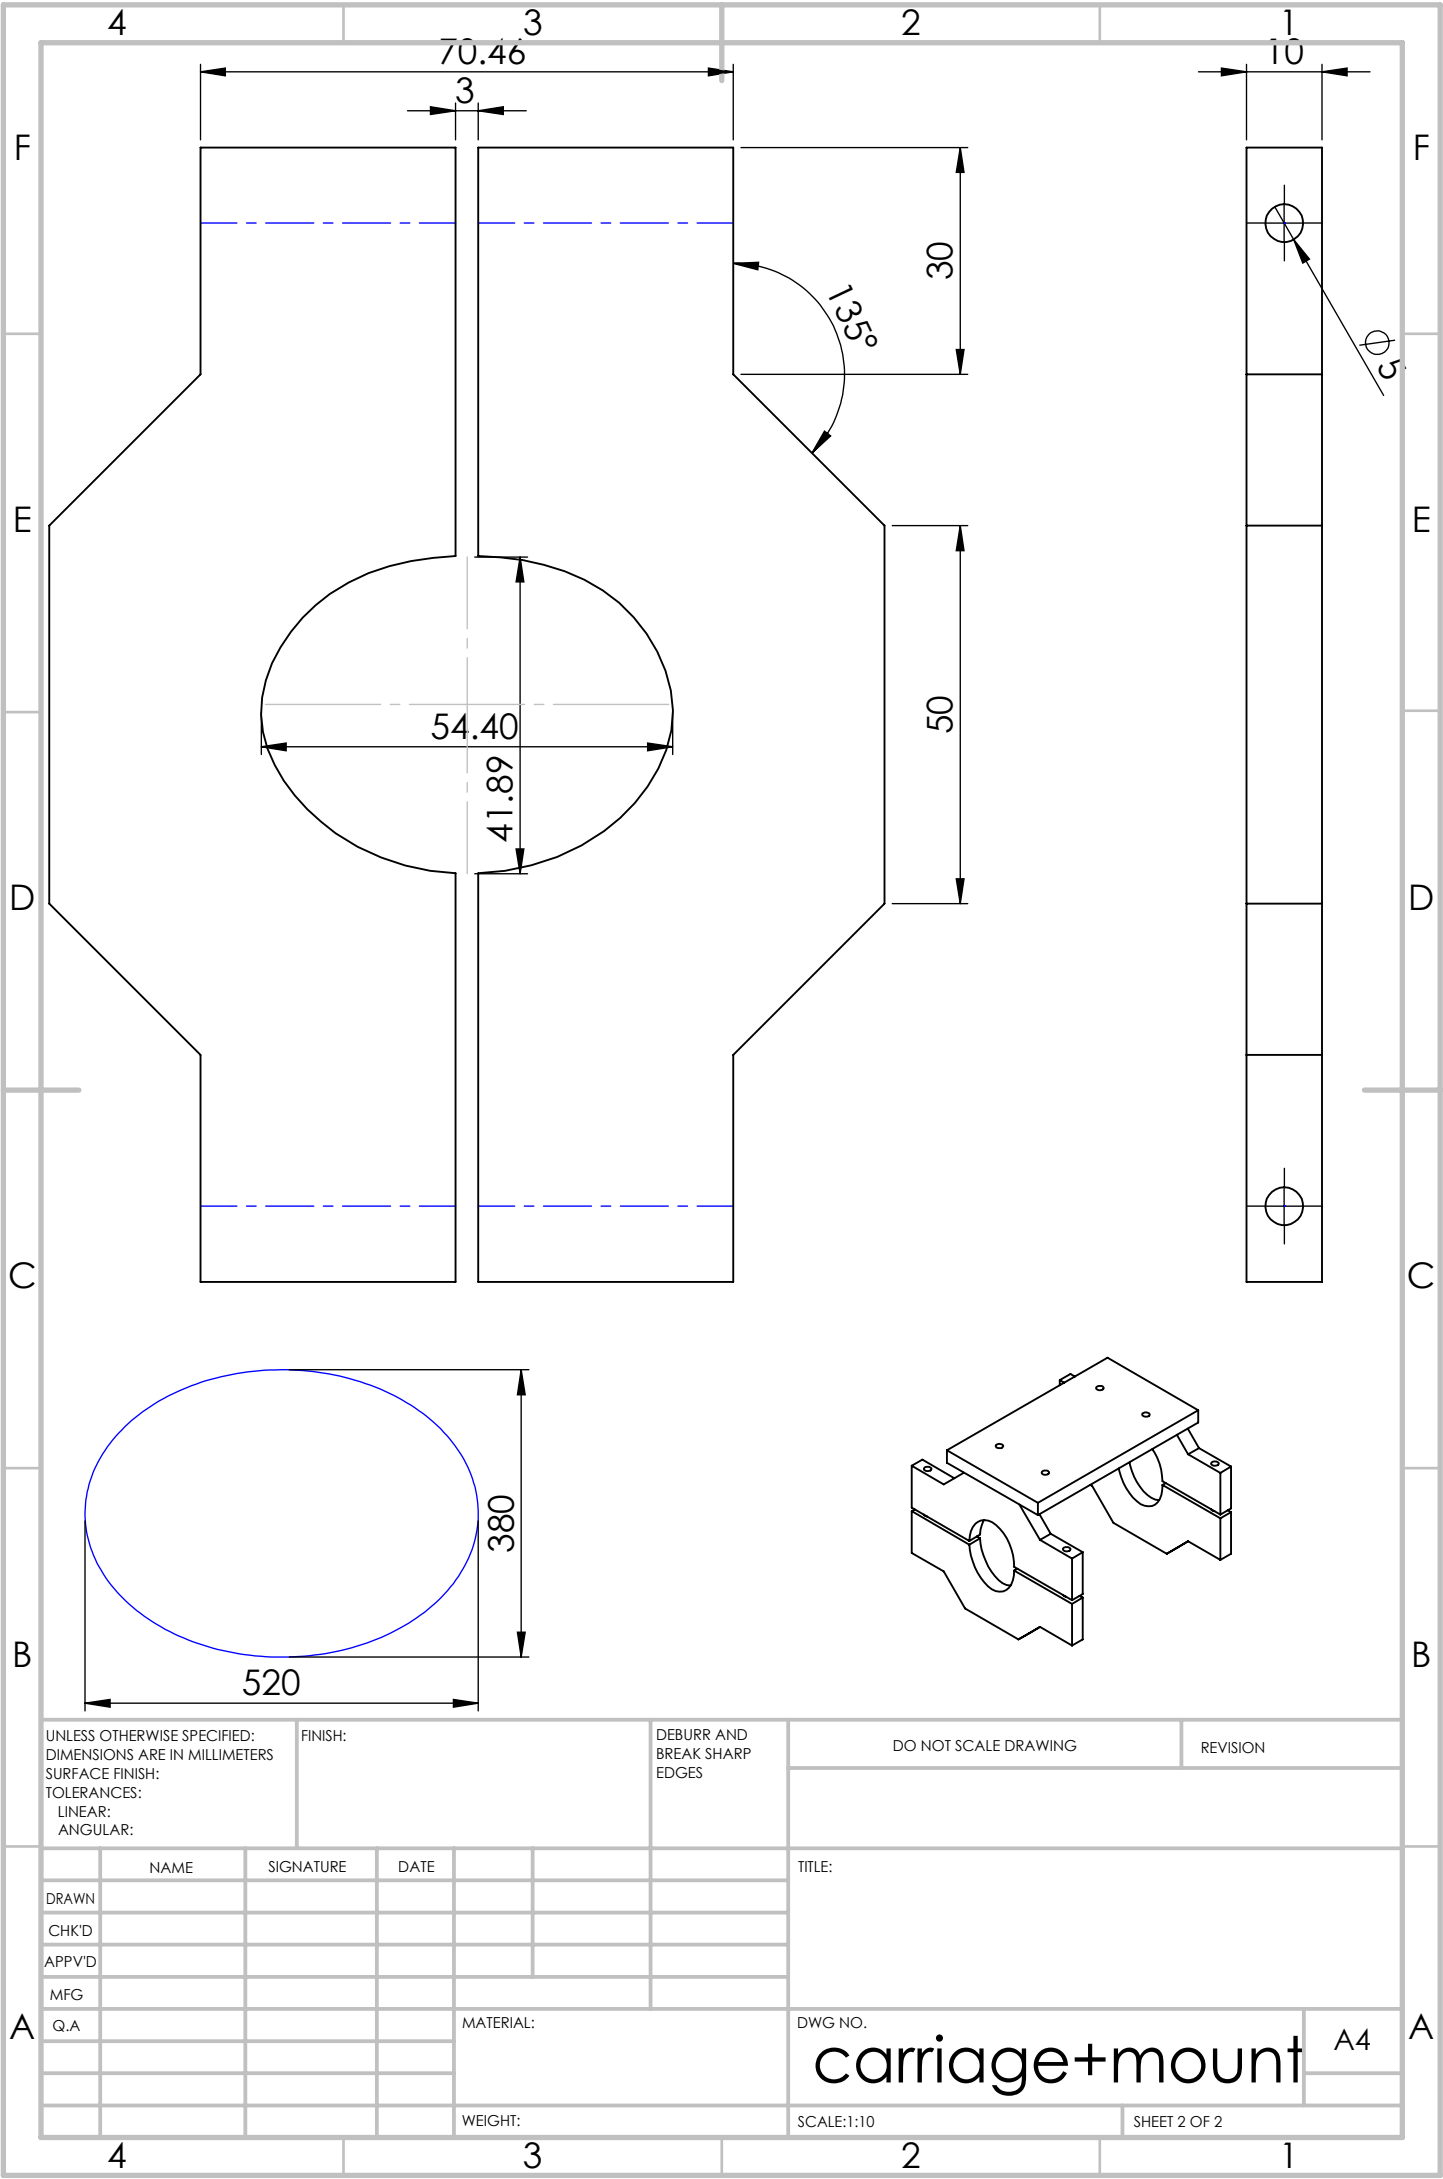 4 3 2 1
70.46 10
3
F F
30
135°
∅5
E E
50
54.40
41.89
D D
C C
380
B B
520
UNLESS OTHERWISE SPECIFIED: FINISH: DEBURR AND
DIMENSIONS ARE IN MILLIMETERS BREAK SHARP
SURFACE FINISH: EDGES
TOLERANCES:
LINEAR:
ANGULAR:
DO NOT SCALE DRAWING REVISION
NAME SIGNATURE DATE TITLE:
DRAWN
CHK'D
APPV'D
MFG
Q.A MATERIAL: DWG NO.
A carriage+mount A4 A
WEIGHT: SCALE:1:10 SHEET 2 OF 2
4 3 2 1